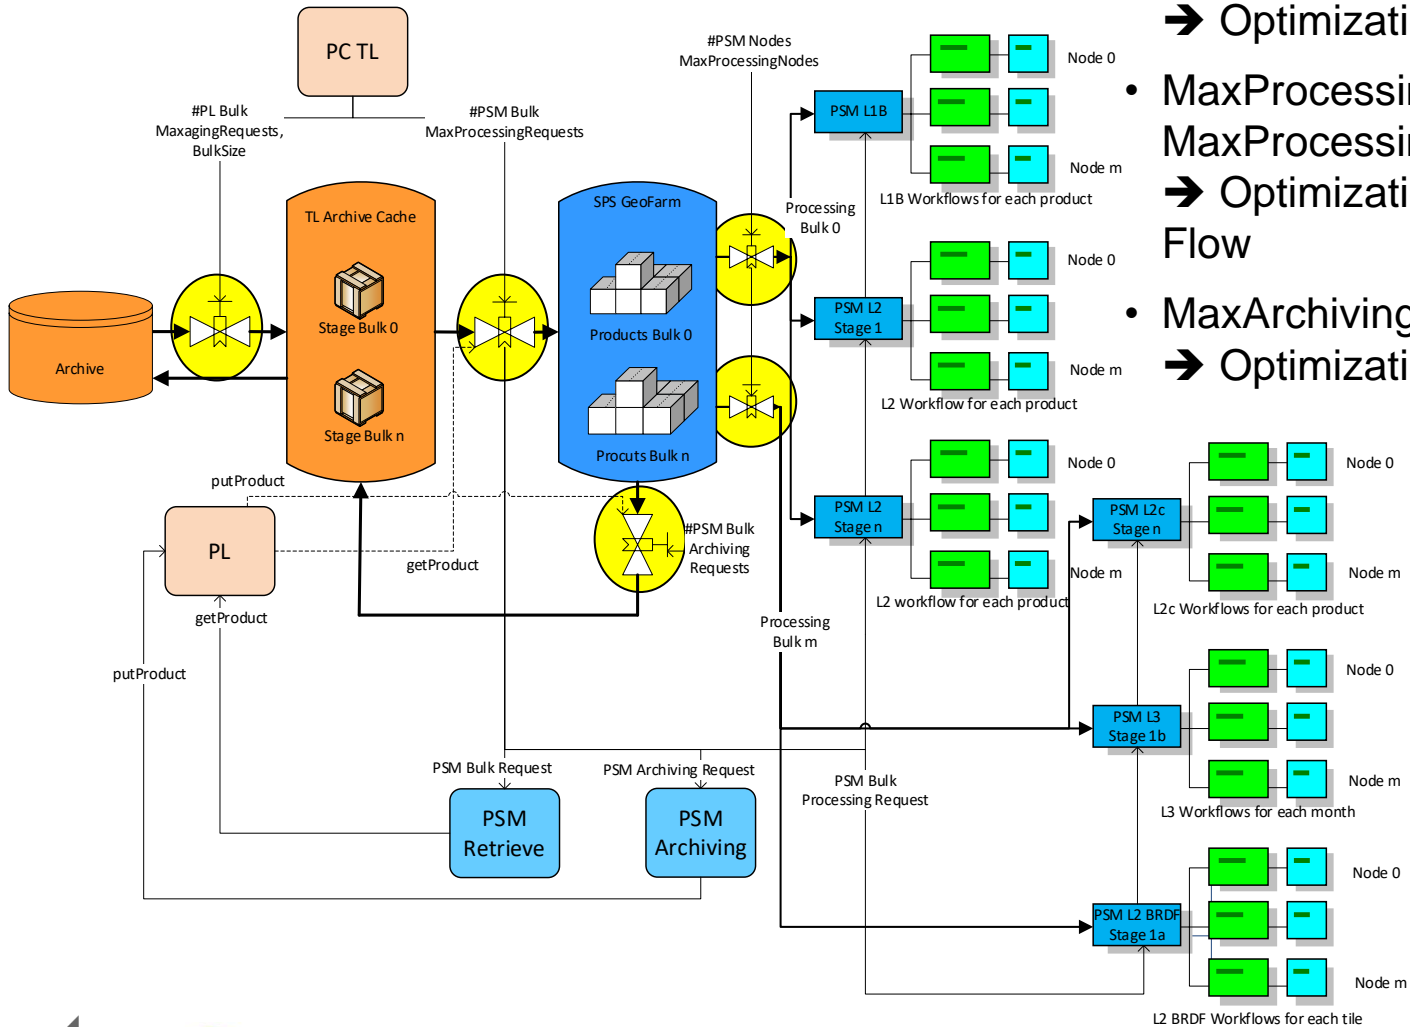 PC TL
#PL Bulk
MaxagingRequests,
BulkSize
#PSM Bulk
MaxProcessingRequests
#PSM Nodes
MaxProcessingNodes
Archive
TL Archive Cache
Stage Bulk 0
Stage Bulk n
SPS GeoFarm
Products Bulk 0
Procuts Bulk n
Processing
Bulk 0
PSM L1B
Node 0
Node m
L1B Workflows for each product
PSM L2
Stage 1
Node 0
Node m
L2 Workflow for each product
PSM L2
Stage n
Node 0
Node m
L2 workflow for each product
putProduct
PL
getProduct
#PSM Bulk
Archiving
Requests
getProduct
putProduct
Processing
Bulk m
PSM Bulk Request
PSM Archiving Request
PSM Bulk
Processing Request
PSM
Retrieve
PSM
Archiving
PSM L2c
Stage n
Node 0
Node m
L2c Workflows for each product
PSM L3
Stage 1b
Node 0
Node m
L3 Workflows for each month
PSM L2 BRDF
Stage 1a
Node 0
Node m
L2 BRDF Workflows for each tile
➔ Optimizati
• MaxProcessin
MaxProcessin
➔ Optimizati
Flow
• MaxArchiving
➔ Optimizati